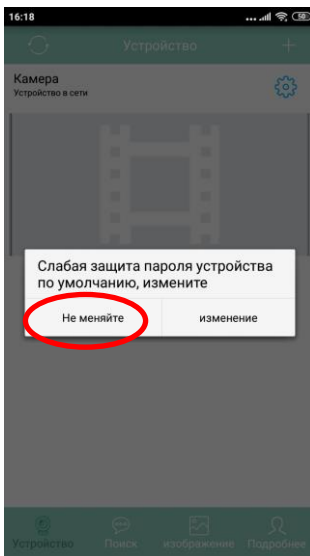 16:18
50
Устройство
+
Камера
Устройство в сети
Слабая защита пароля устройства
по умолчанию, измените
Не меняйте изменение
Устройство Поиск изображение Подробнее